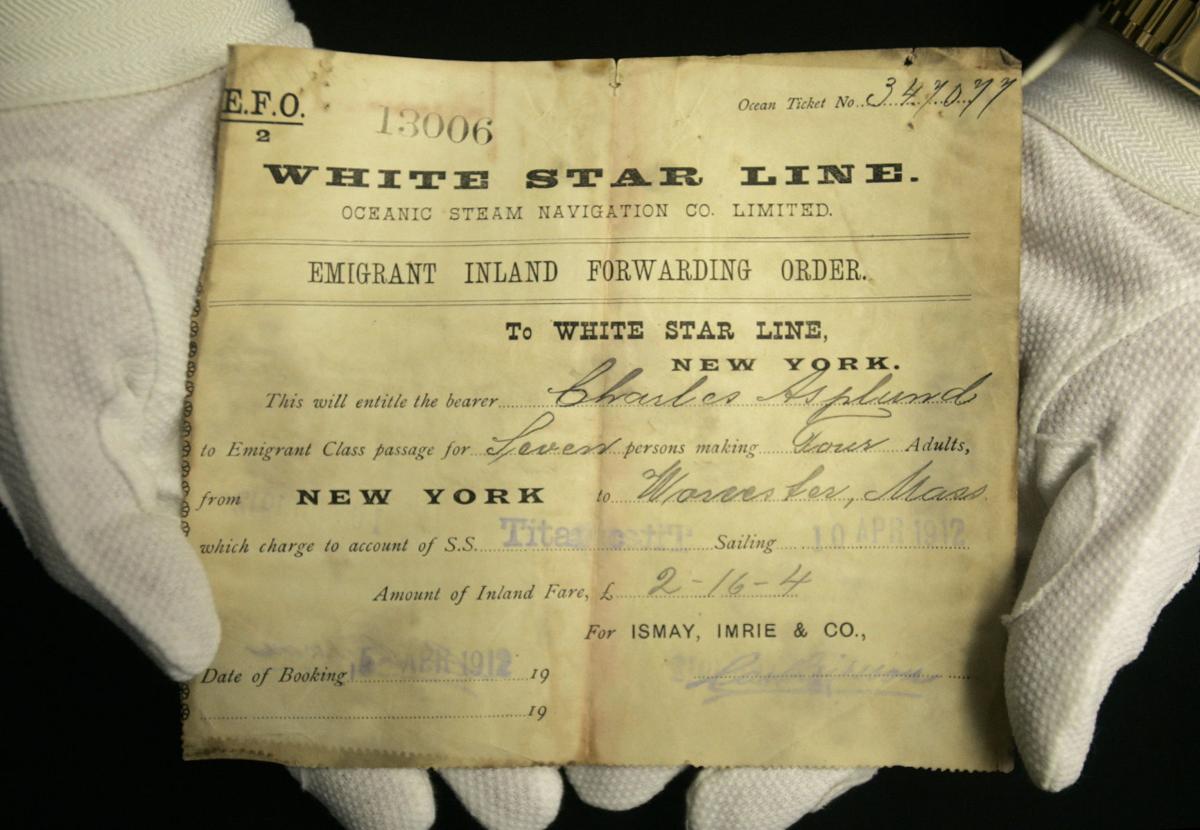 E.F.O.
2
13006
Ocean Ticket No. 347077
WHITE STAR LINE.
OCEANIC STEAM NAVIGATION CO. LIMITED.
EMIGRANT INLAND FORWARDING ORDER.
To WHITE STAR LINE,
NEW YORK.
This will entitle the bearer Charles Asplund
to Emigrant Class passage for Seven persons making Four Adults,
from NEW YORK to Worcester, Mass
which charge to account of S.S. Titanic Sailing 10 APR 1912
Amount of Inland Fare, £ 2-16-4
For ISMAY, IMRIE & CO.,
Date of Booking 5-APR 1912 19
19